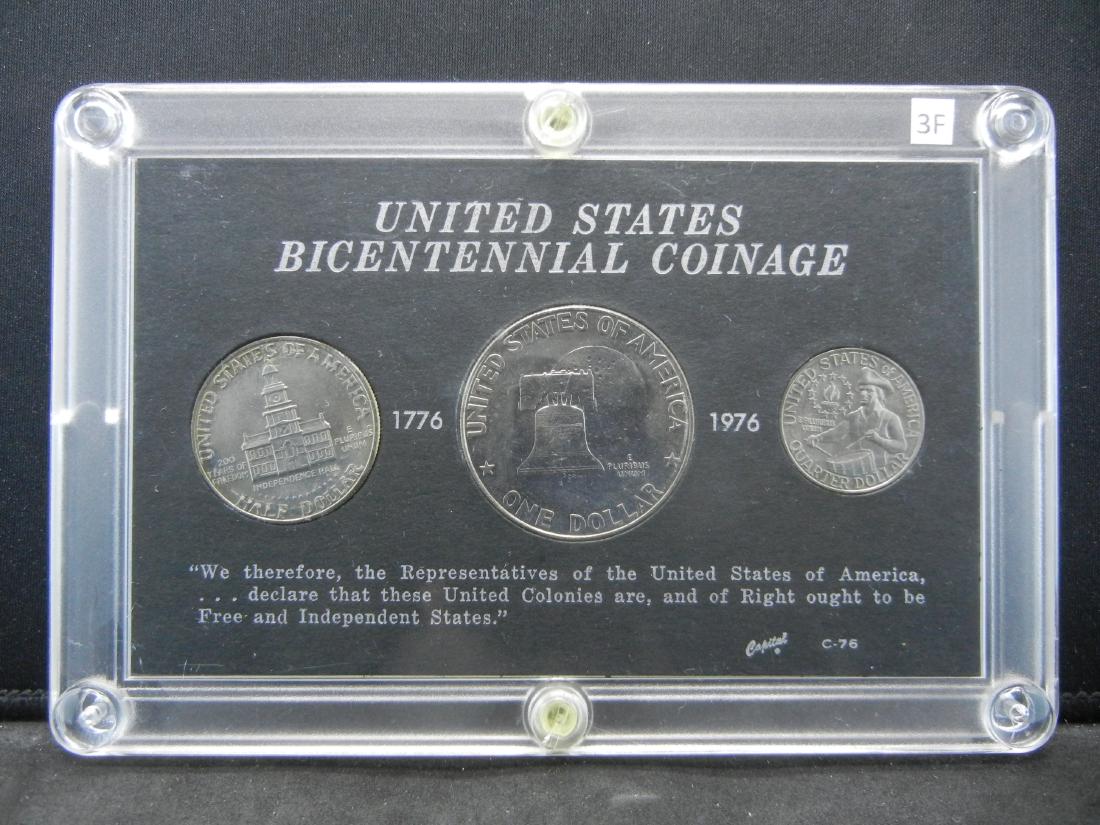 3F
UNITED STATES
BICENTENNIAL COINAGE
UNITED STATES OF AMERICA
200
YEARS OF
FREEDOM
E
PLURIBUS
UNUM
INDEPENDENCE HALL
HALF DOLLAR
1776
UNITED STATES OF AMERICA
E
PLURIBUS
UNUM
ONE DOLLAR
1976
UNITED STATES OF AMERICA
E PLURIBUS
UNUM
QUARTER DOLLAR
“We therefore, the Representatives of the United States of America,
. . . declare that these United Colonies are, and of Right ought to be
Free and Independent States.”
Capital C-76